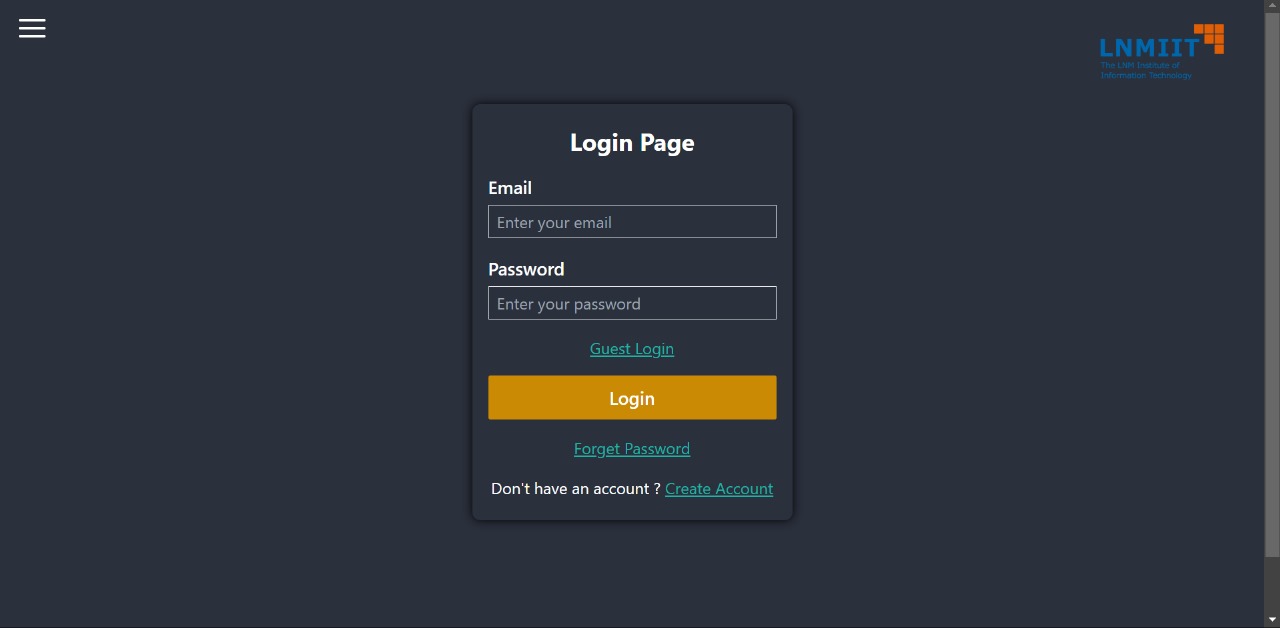 LNMIIT
The LNM Institute of
Information Technology
Login Page
Email
Enter your email
Password
Enter your password
Guest Login
Login
Forget Password
Don't have an account ? Create Account